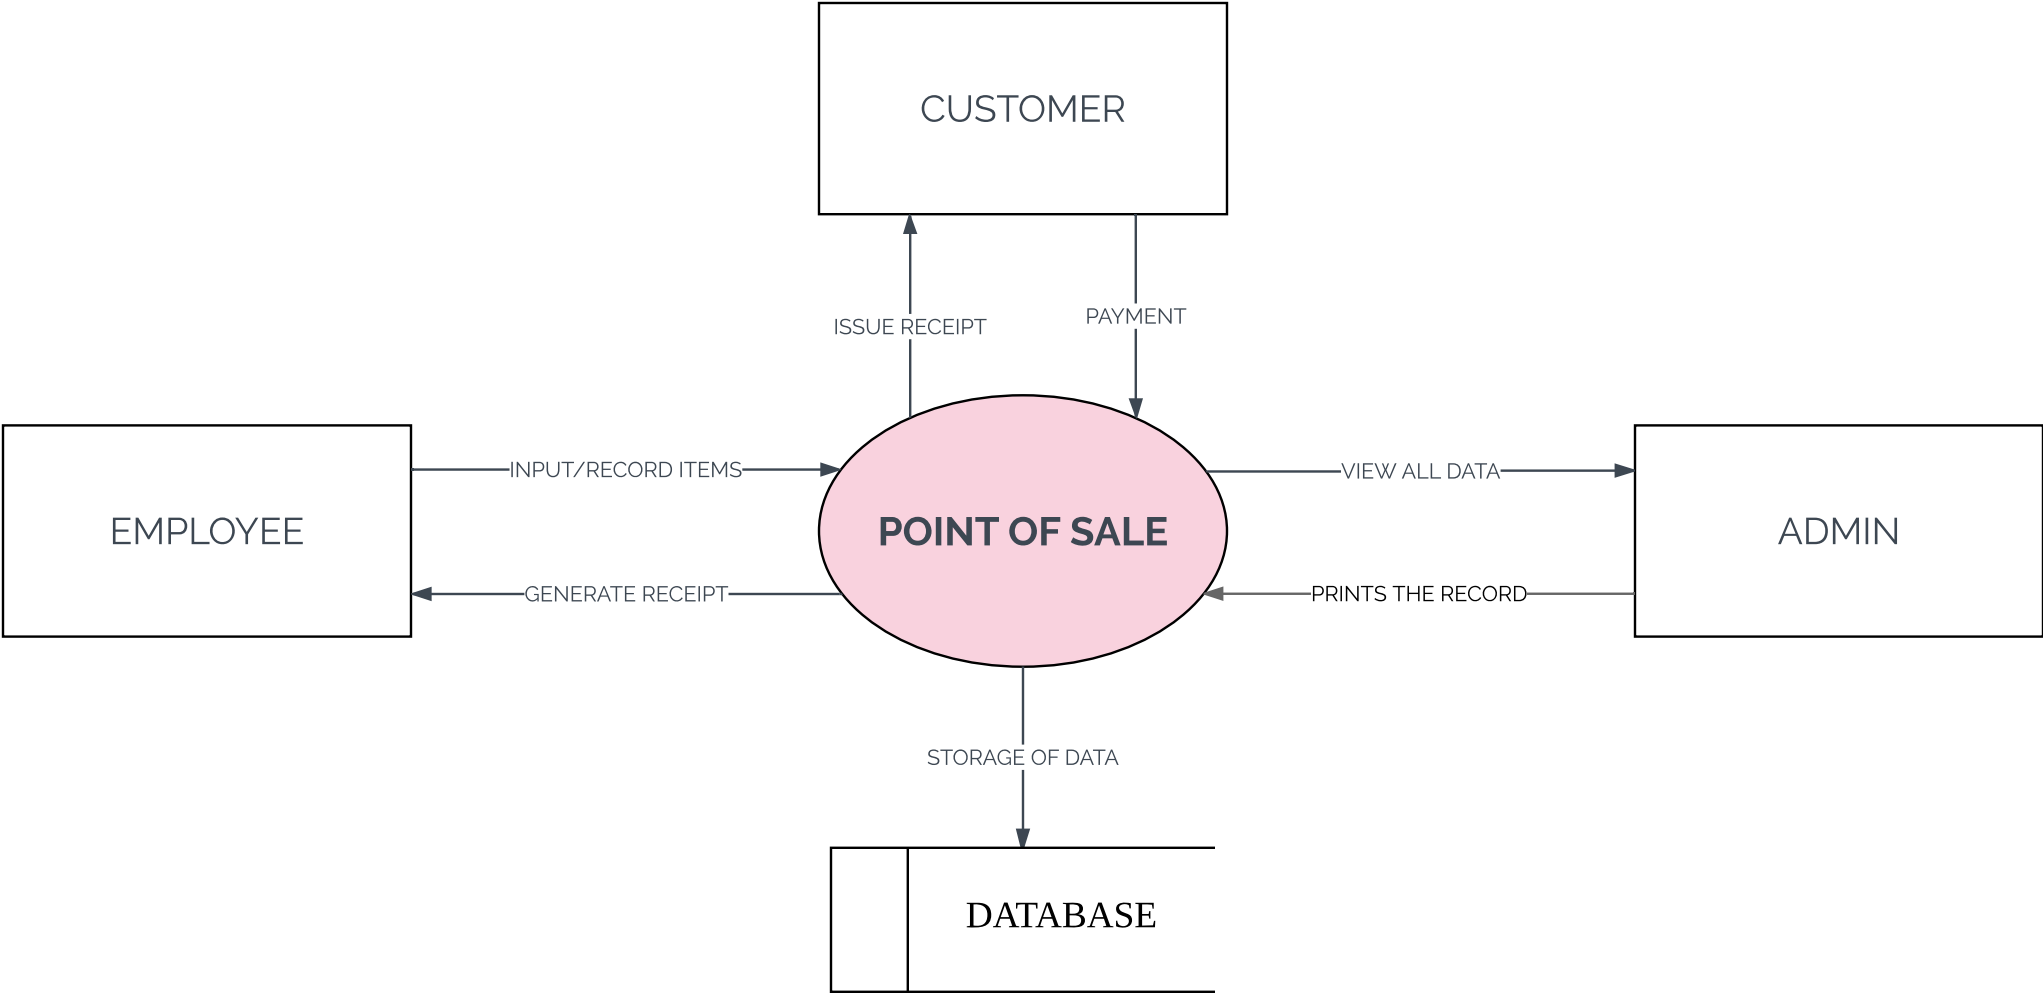 CUSTOMER
ISSUE RECEIPT
PAYMENT
EMPLOYEE
INPUT/RECORD ITEMS
GENERATE RECEIPT
POINT OF SALE
VIEW ALL DATA
PRINTS THE RECORD
ADMIN
STORAGE OF DATA
DATABASE